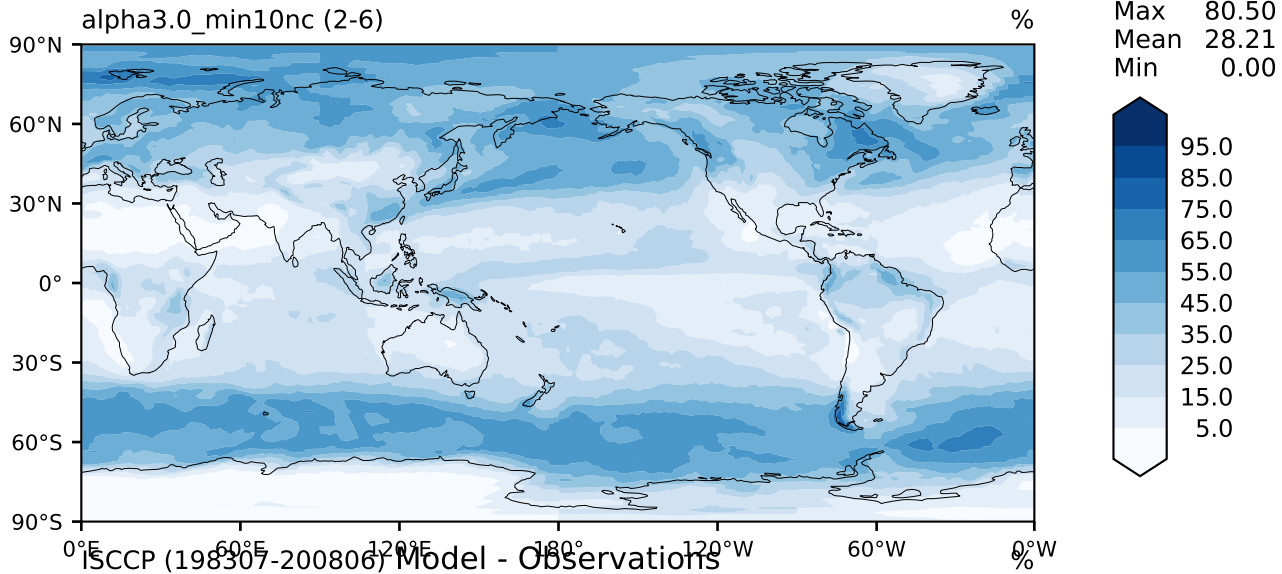 alpha3.0_min10nc (2-6) %
Max 80.50
Mean 28.21
Min 0.00
90°N
60°N
30°N
0°
30°S
60°S
90°S
95.0
85.0
75.0
65.0
55.0
45.0
35.0
25.0
15.0
5.0
0°E 60°E 120°E 180° 120°W 60°W 0°W
ISCCP (198307-200806) Model - Observations %